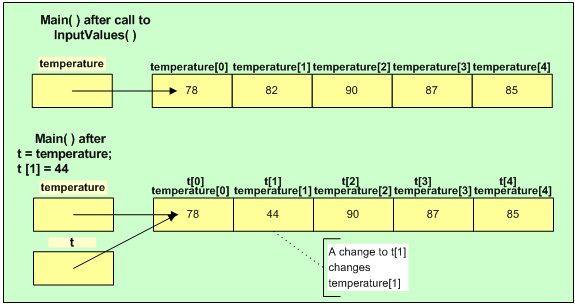 Main( ) after call to
InputValues( )
temperature
temperature[0] temperature[1] temperature[2] temperature[3] temperature[4]
78 82 90 87 85
Main( ) after
t = temperature;
t [1] = 44
temperature
t[0] t[1] t[2] t[3] t[4]
temperature[0] temperature[1] temperature[2] temperature[3] temperature[4]
78 44 90 87 85
t
A change to t[1]
changes
temperature[1]